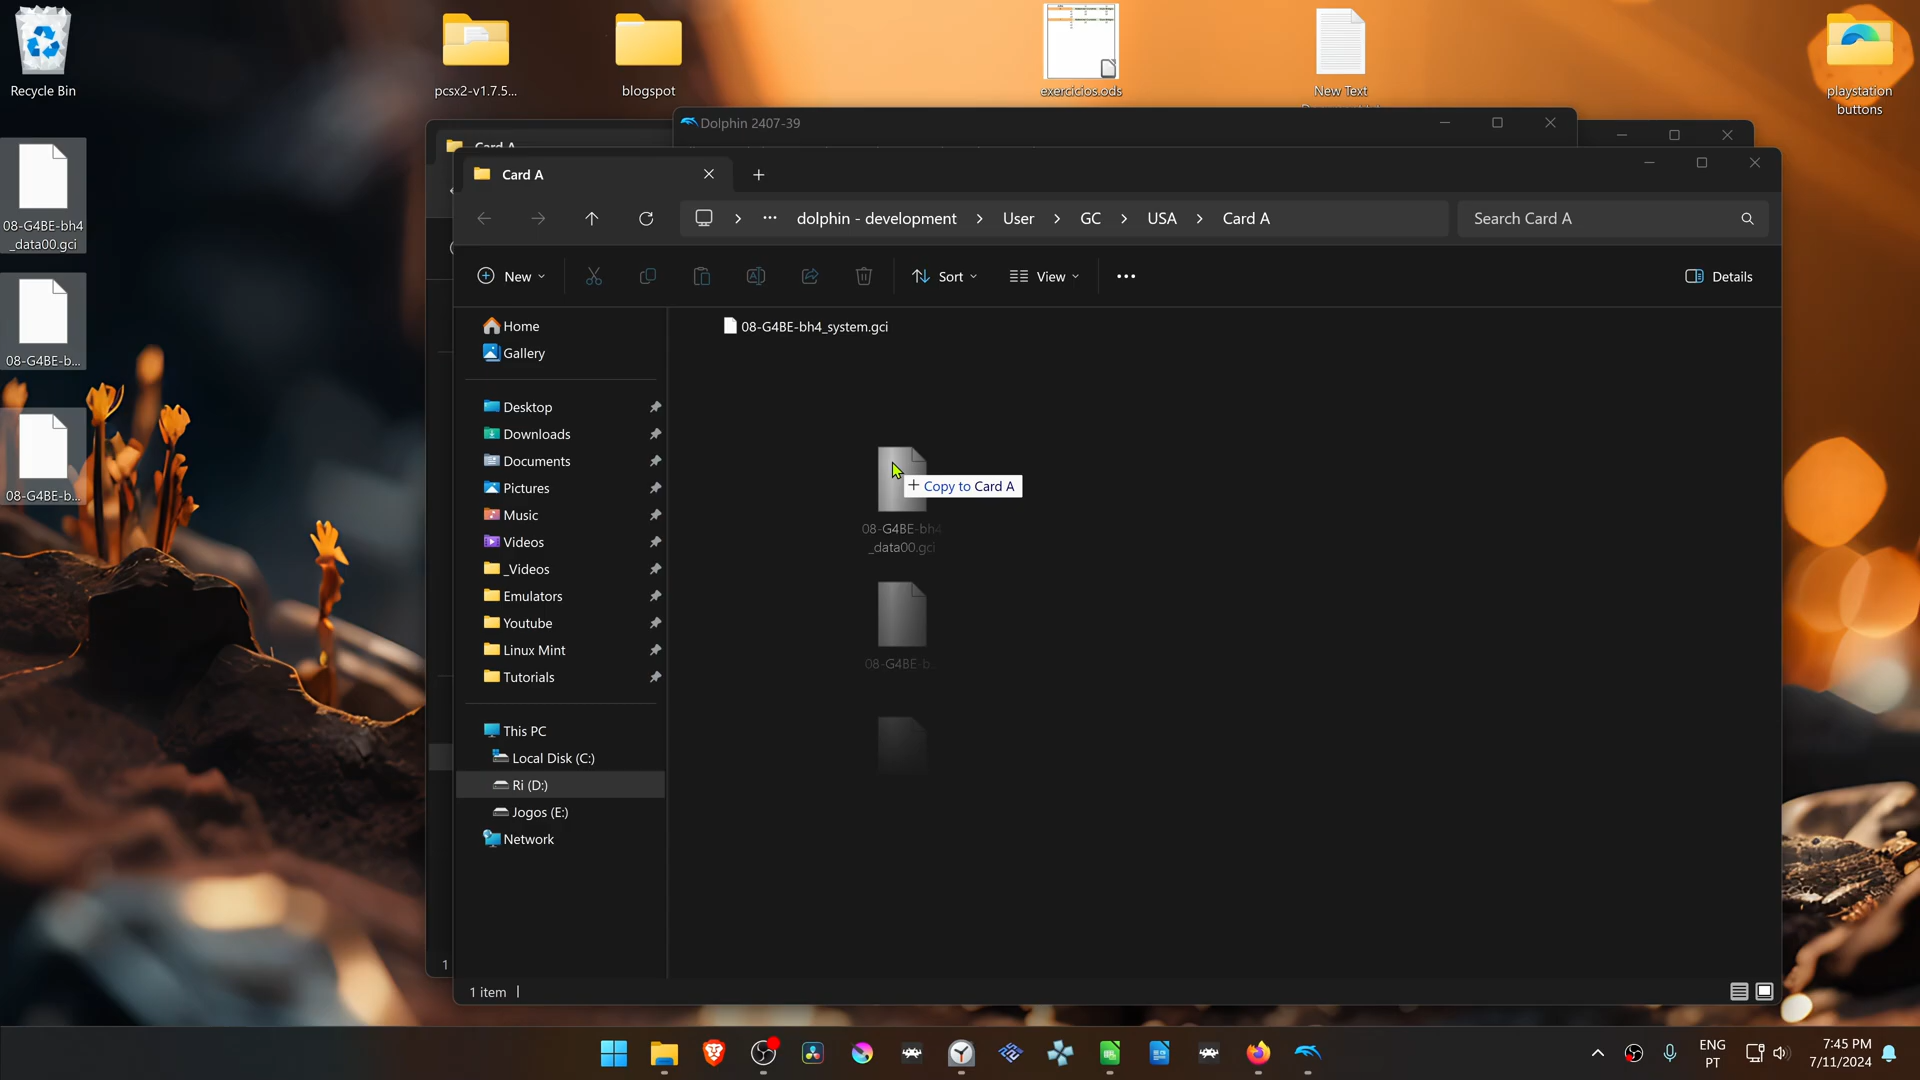 Recycle Bin
pcsx2-v1.7.5...
blogspot
exercicios.ods
New Text
playstation
buttons
08-G4BE-bh4
_data00.gci
08-G4BE-b...
08-G4BE-b...
Dolphin 2407-39
Card A
Card A
dolphin - development
User
GC
USA
Card A
Search Card A
New
Sort
View
Details
Home
Gallery
Desktop
Downloads
Documents
Pictures
Music
Videos
_Videos
Emulators
Youtube
Linux Mint
Tutorials
This PC
Local Disk (C:)
Ri (D:)
Jogos (E:)
Network
08-G4BE-bh4_system.gci
+ Copy to Card A
08-G4BE-bh4
_data00.gci
08-G4BE-b
1
1 item
ENG
PT
7:45 PM
7/11/2024